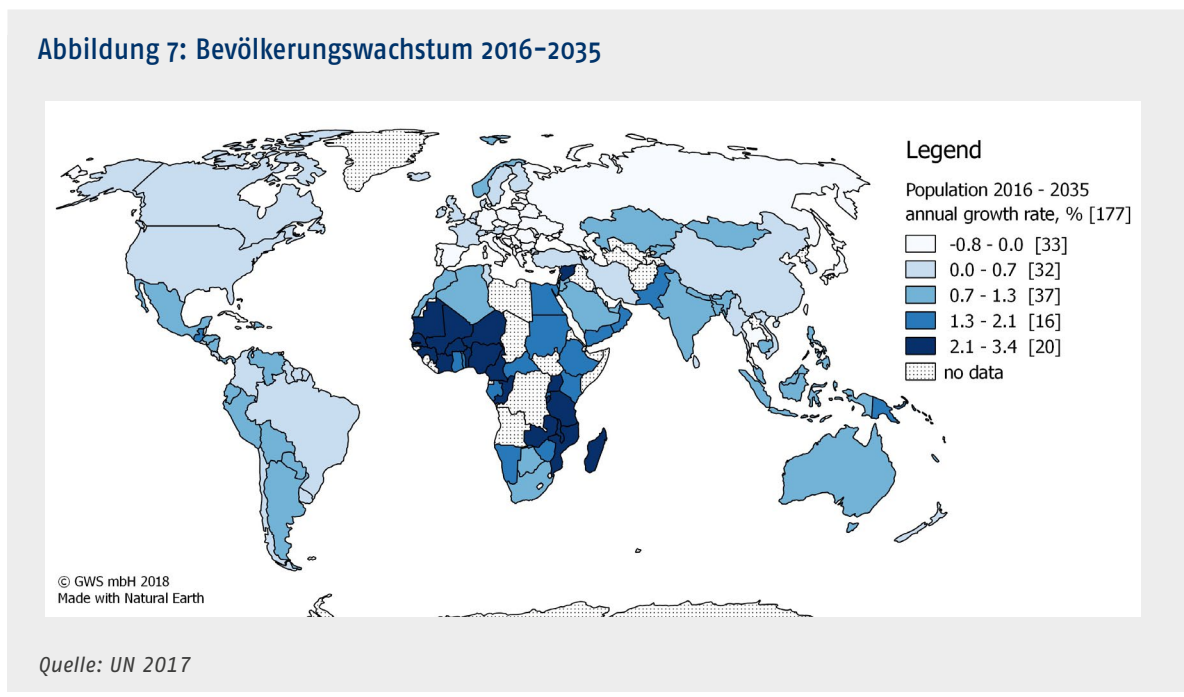 Abbildung 7: Bevölkerungswachstum 2016–2035
Legend
Population 2016 - 2035
annual growth rate, % [177]
-0.8 - 0.0 [33]
0.0 - 0.7 [32]
0.7 - 1.3 [37]
1.3 - 2.1 [16]
2.1 - 3.4 [20]
no data
© GWS mbH 2018
Made with Natural Earth
Quelle: UN 2017